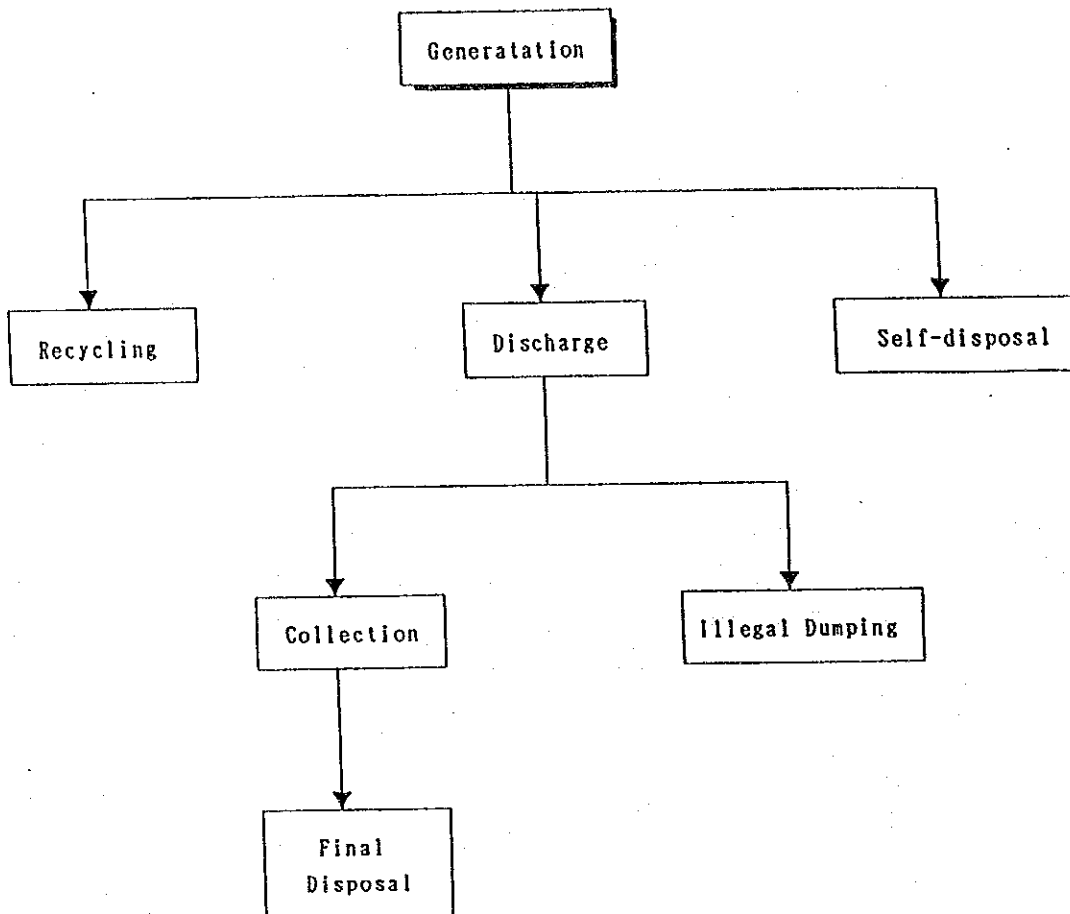 Generatation
Recycling
Discharge
Self-disposal
Collection
Illegal Dumping
Final
Disposal